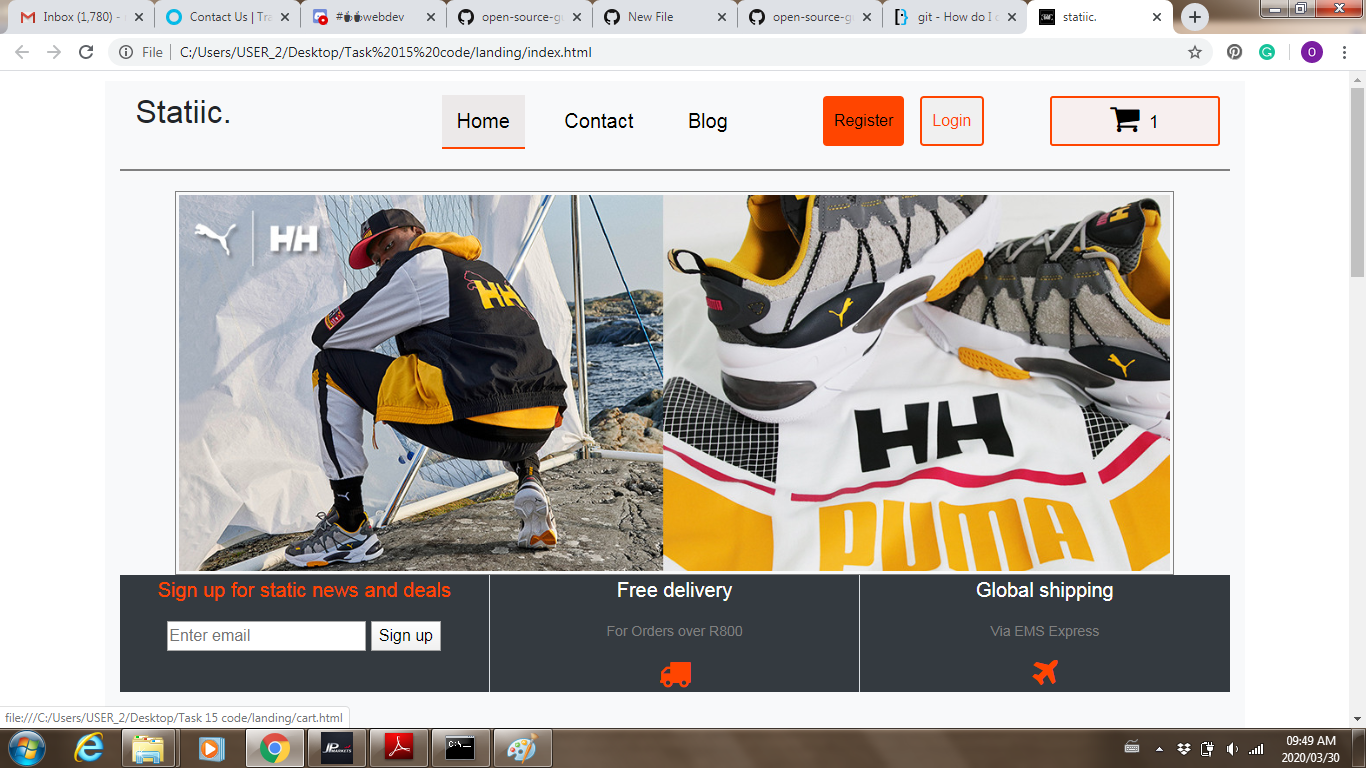 Inbox (1,780) -
Contact Us | Tra
webdev
open-source-g
New File
open-source-g
git - How do I c
statiic.
File
C:/Users/USER_2/Desktop/Task%2015%20code/landing/index.html
O
Statiic.
Home
Contact
Blog
Register
Login
1
HH
HH
HH
PUMA
Sign up for static news and deals
Enter email
Sign up
Free delivery
For Orders over R800
Global shipping
Via EMS Express
file:///C:/Users/USER_2/Desktop/Task 15 code/landing/cart.html
JP
MARKETS
C:\
09:49 AM
2020/03/30